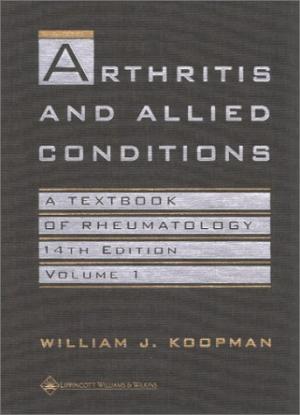 ARTHRITIS
AND ALLIED
CONDITIONS
A TEXTBOOK
OF RHEUMATOLOGY
14TH EDITION
VOLUME 1
WILLIAM J. KOOPMAN
LIPPINCOTT WILLIAMS & WILKINS